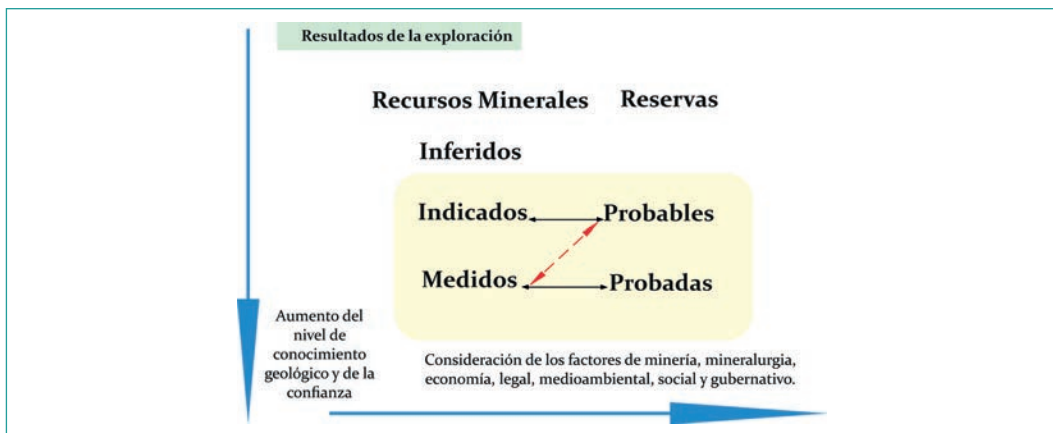 Resultados de la exploración
Recursos Minerales Reservas
Inferidos
Indicados Probables
Medidos Probadas
Aumento del
nivel de
conocimiento
geológico y de la
confianza
Consideración de los factores de minería, mineralurgia,
economía, legal, medioambiental, social y gubernativo.